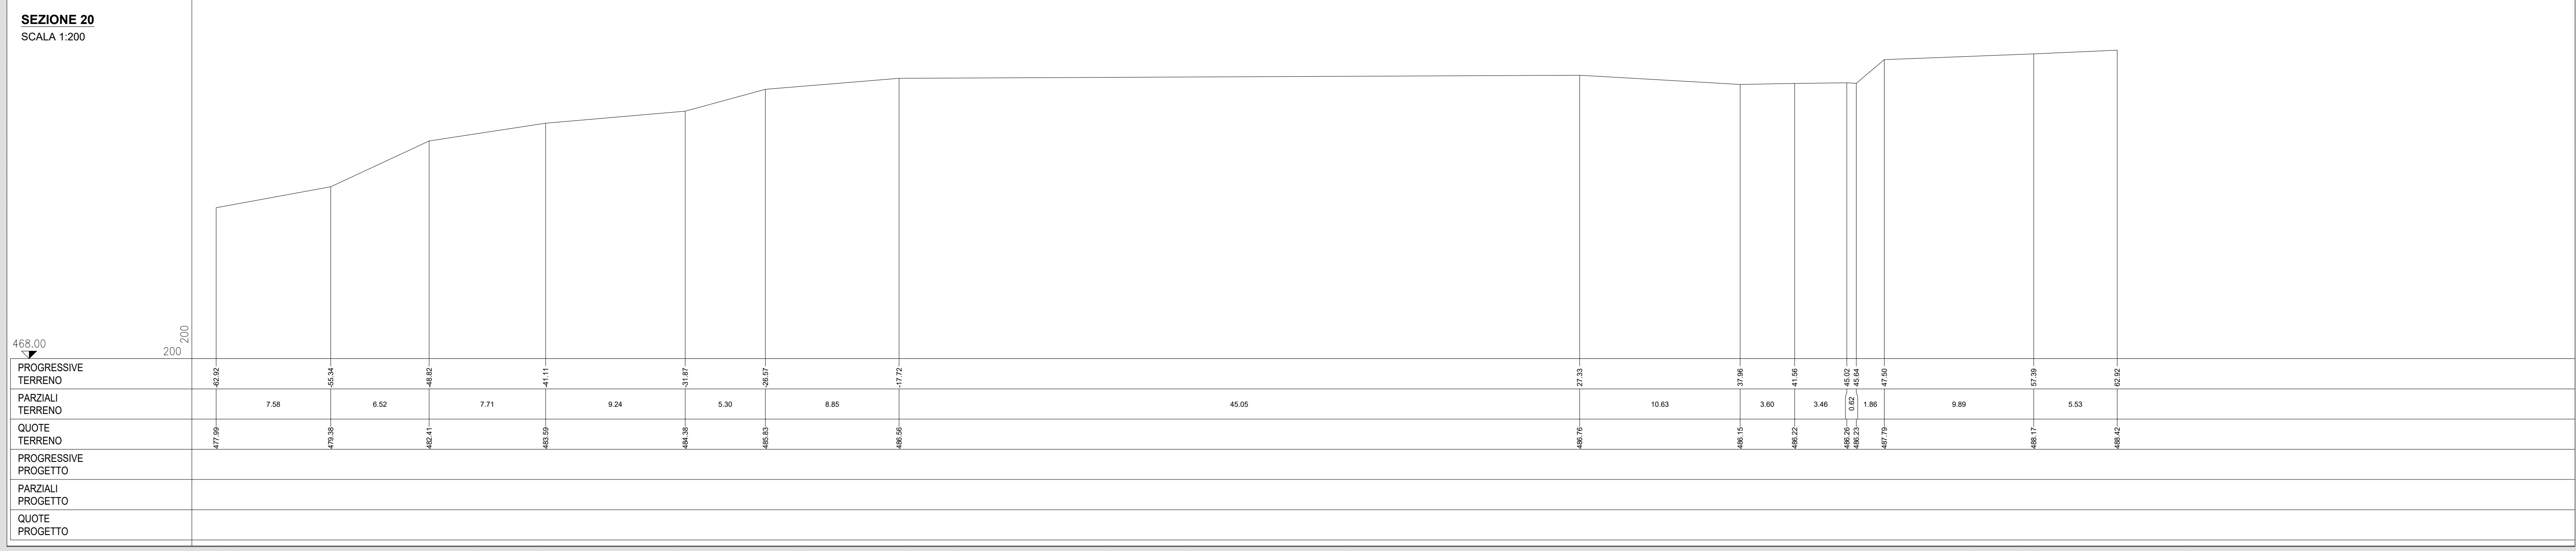 SEZIONE 20
SCALA 1:200
468.00
200
200
PROGRESSIVE
TERRENO
-62.92 -55.34 -48.82 -41.11 -31.87 -26.57 -17.72 27.33 37.96 41.56 45.02 45.64 47.50 57.39 62.92
PARZIALI
TERRENO
7.58 6.52 7.71 9.24 5.30 8.85 45.05 10.63 3.60 3.46 0.62 1.86 9.89 5.53
QUOTE
TERRENO
477.99 479.38 482.41 483.59 484.38 485.83 486.56 486.76 486.15 486.22 486.26 486.23 487.79 488.17 488.42
PROGRESSIVE
PROGETTO
PARZIALI
PROGETTO
QUOTE
PROGETTO